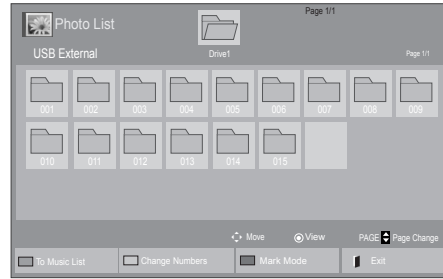 Page 1/1
Photo List
USB External
Drive1
Page 1/1
001 002 003 004 005 006 007 008 009
010 011 012 013 014 015
Move View PAGE Page Change
To Music List Change Numbers Mark Mode Exit